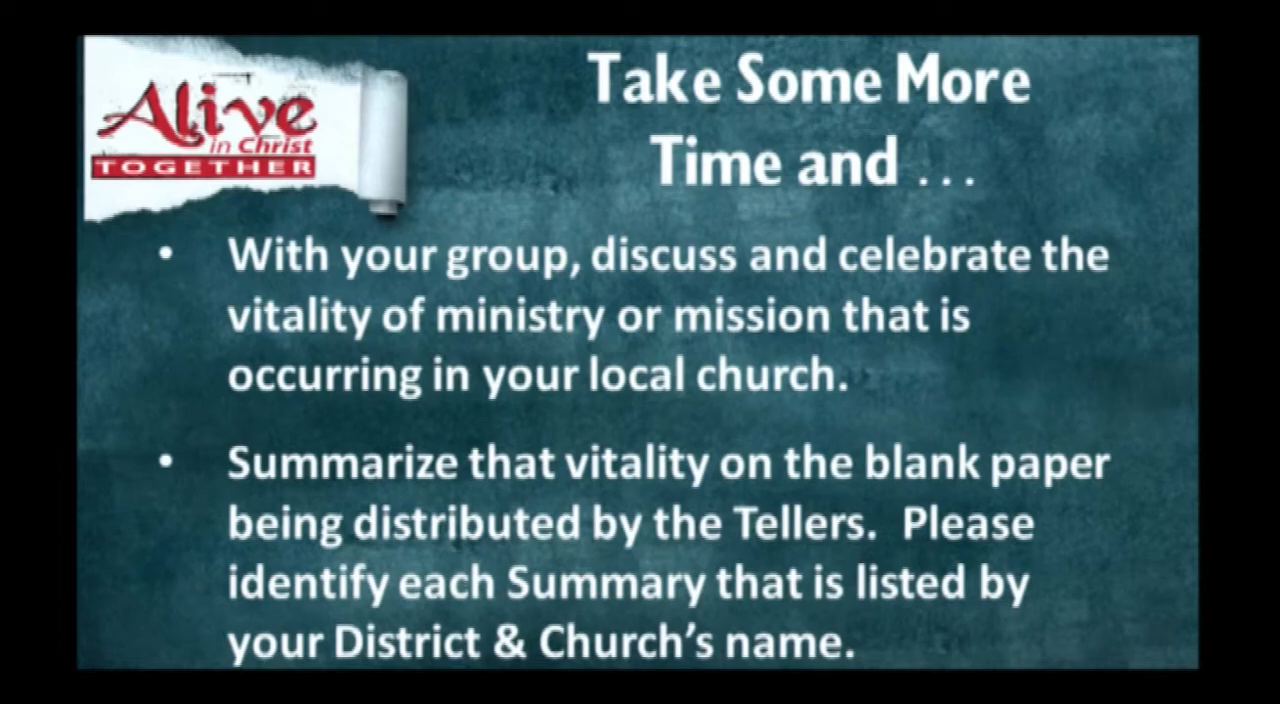 Alive
in Christ
TOGETHER
Take Some More
Time and ...
• With your group, discuss and celebrate the
vitality of ministry or mission that is
occurring in your local church.
• Summarize that vitality on the blank paper
being distributed by the Tellers.  Please
identify each Summary that is listed by
your District & Church's name.